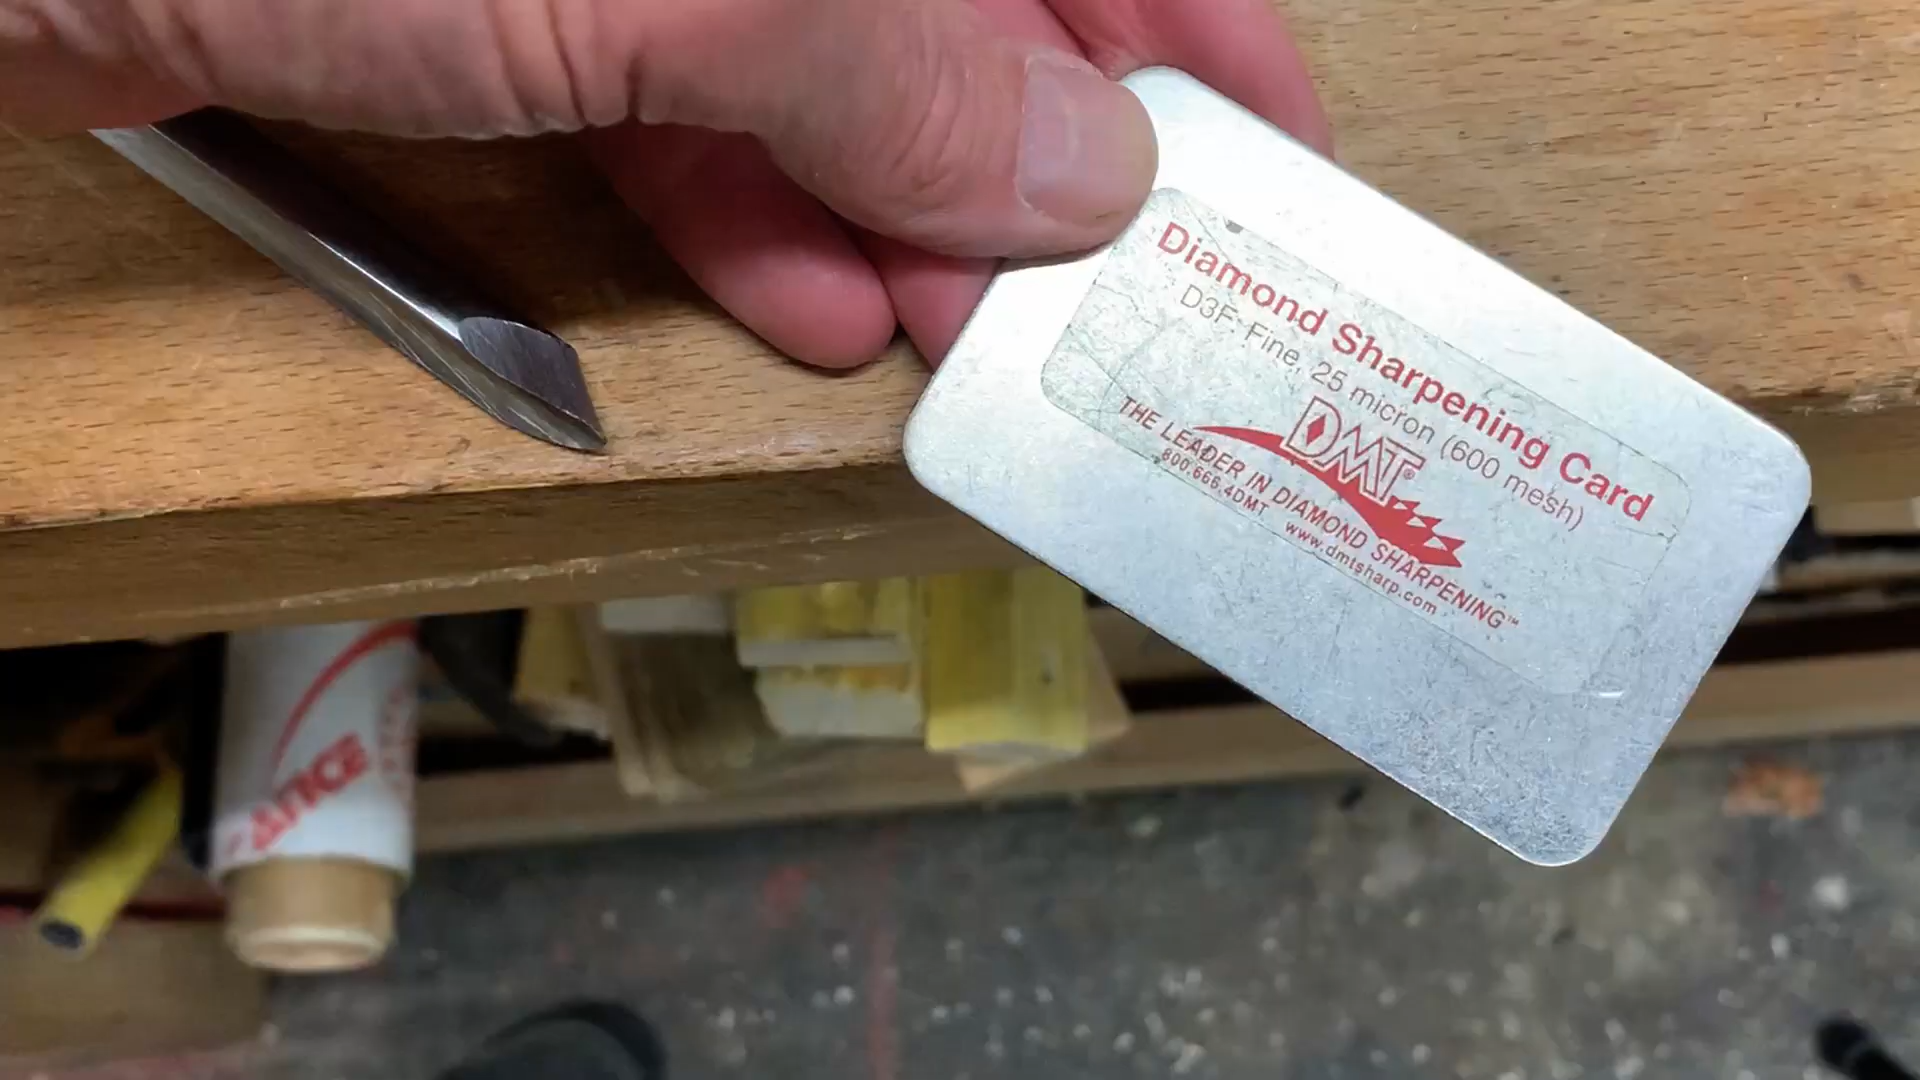 Diamond Sharpening Card
D3F: Fine, 25 micron (600 mesh)
DMT®
THE LEADER IN DIAMOND SHARPENING™
800.666.4DMT www.dmtsharp.com